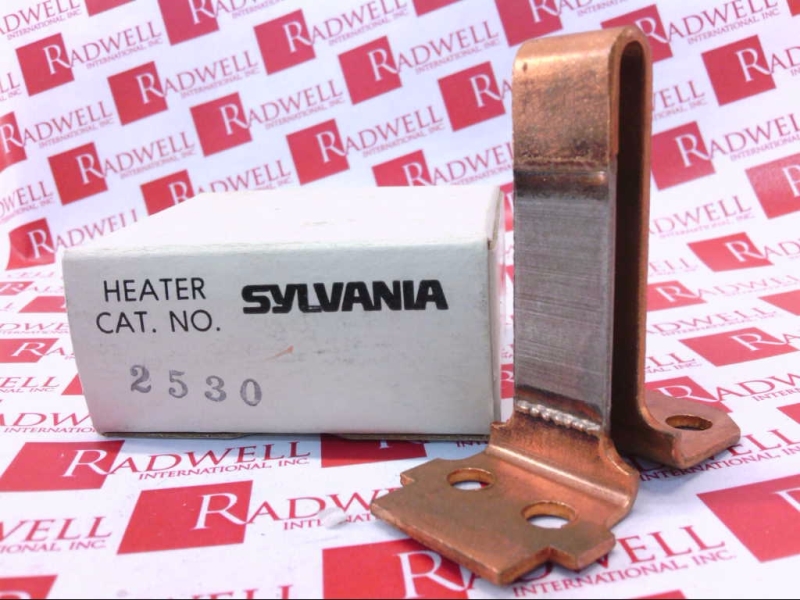 HEATER
CAT. NO.
SYLVANIA
2530
RADWELL
INTERNATIONAL, INC.